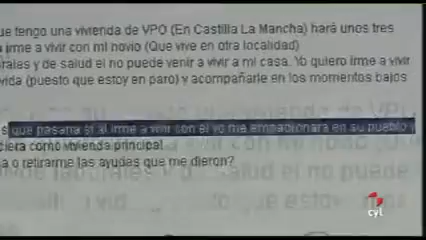 ue tengo una vivienda de VPO (En Castilla La Mancha) hará unos tres
a irme a vivir con mi novio (Que vive en otra localidad)
rales y de salud el no puede venir a vivir a mi casa. Yo quiero irme a vivir
vida (puesto que estoy en paro) y acompañarle en los momentos bajos
s que pasaria si al irme a vivir con el yo me empadronara en su pueblo y
ciera como vivienda principal
a o retirarme las ayudas que me dieron?
cyl